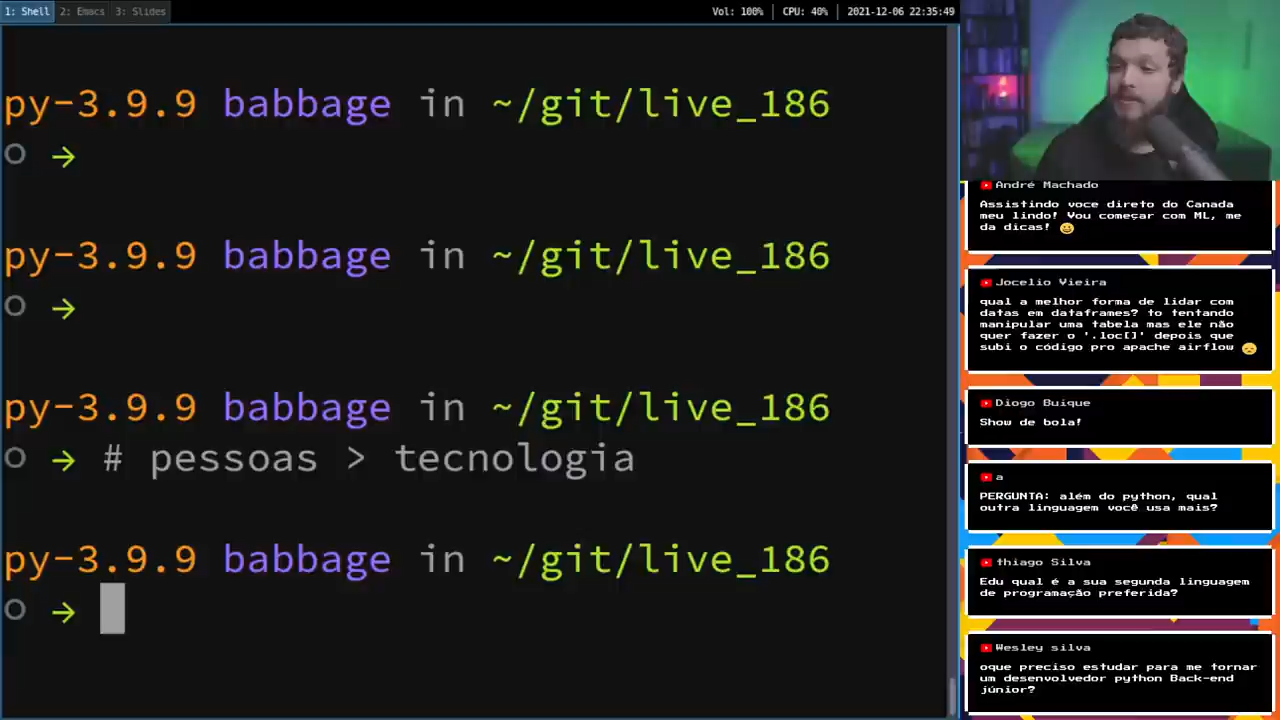 1: Shell 2: Emacs 3: Slides Vol: 100% CPU: 40% 2021-12-06 22:35:49
py-3.9.9 babbage in ~/git/live_186
→
py-3.9.9 babbage in ~/git/live_186
→
py-3.9.9 babbage in ~/git/live_186
→ # pessoas > tecnologia
py-3.9.9 babbage in ~/git/live_186
→
André Machado
Assistindo voce direto do Canada
meu lindo! Vou começar com ML, me
da dicas! 😀
Jocelio Vieira
qual a melhor forma de lidar com
datas em dataframes? to tentando
manipular uma tabela mas ele não
quer fazer o '.loc[]' depois que
subi o código pro apache airflow 😞
Diogo Buique
Show de bola!
a
PERGUNTA: além do python, qual
outra linguagem você usa mais?
thiago Silva
Edu qual é a sua segunda linguagem
de programação preferida?
Wesley silva
oque preciso estudar para me tornar
um desenvolvedor python Back-end
júnior?